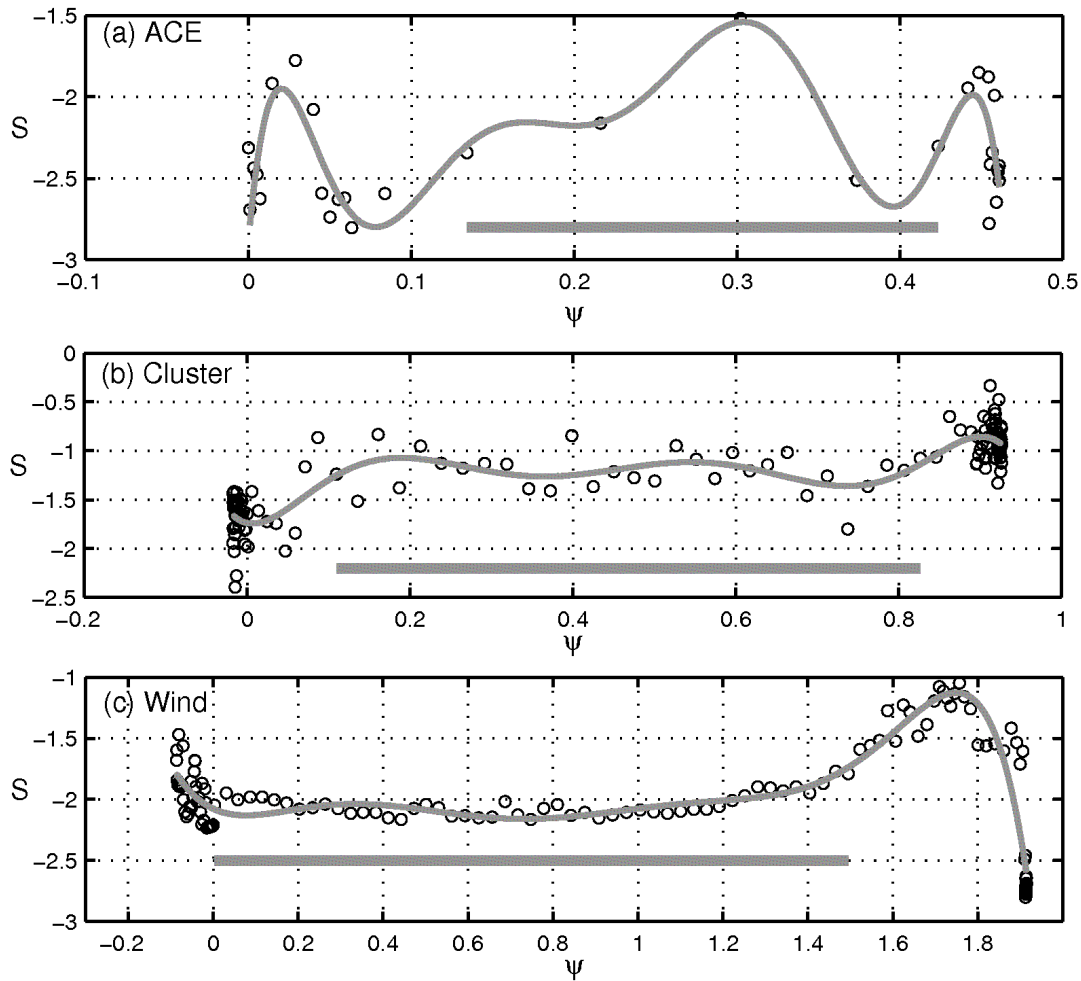 −1.5
(a) ACE
−2
S
−2.5
−3
−0.1 0 0.1 0.2 0.3 0.4 0.5
ψ
0
(b) Cluster
−0.5
−1
S
−1.5
−2
−2.5
−0.2 0 0.2 0.4 0.6 0.8 1
ψ
−1
(c) Wind
−1.5
S
−2
−2.5
−3
−0.2 0 0.2 0.4 0.6 0.8 1 1.2 1.4 1.6 1.8
ψ